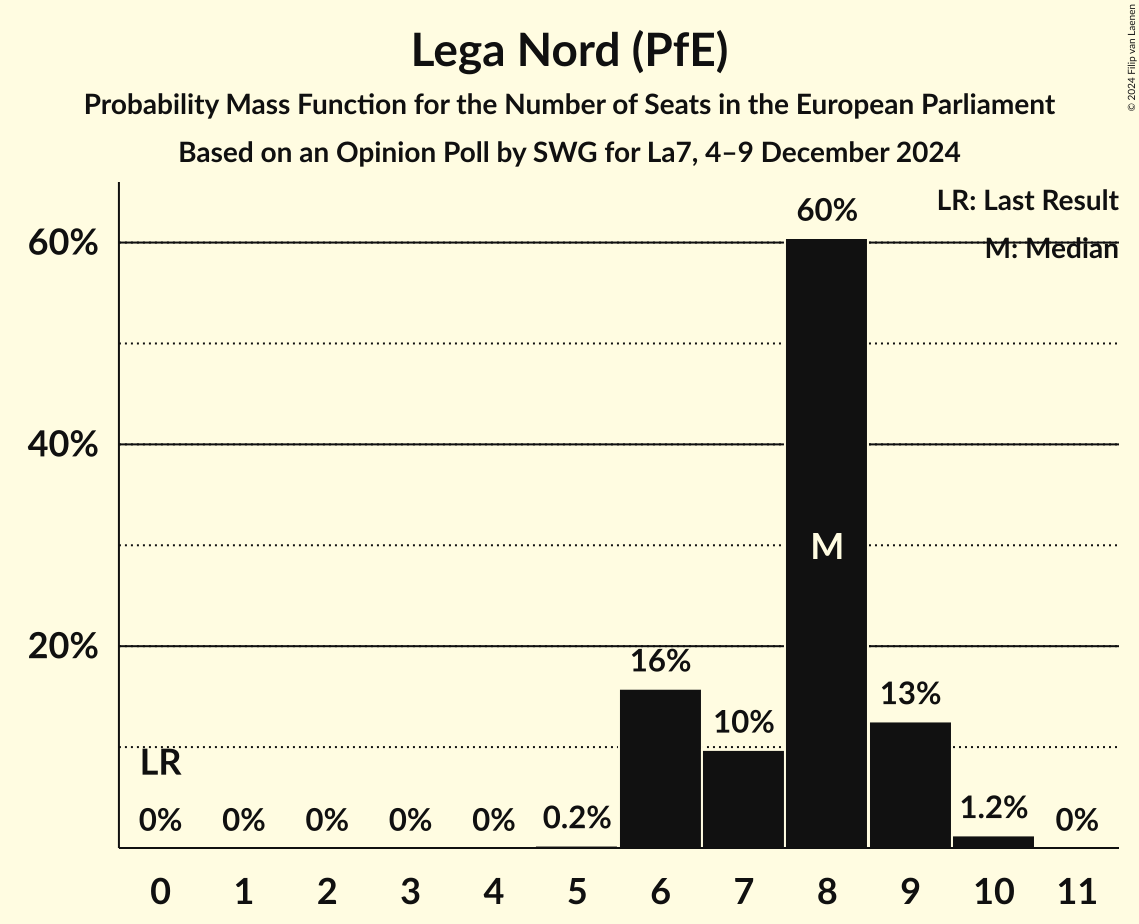 Lega Nord (PfE)
Probability Mass Function for the Number of Seats in the European Parliament
Based on an Opinion Poll by SWG for La7, 4–9 December 2024
© 2024 Filip van Laenen
LR: Last Result
M: Median
60%
40%
20%
60%
M
16%
10%
13%
LR
0%
0%
0%
0%
0%
0.2%
1.2%
0%
0 1 2 3 4 5 6 7 8 9 10 11